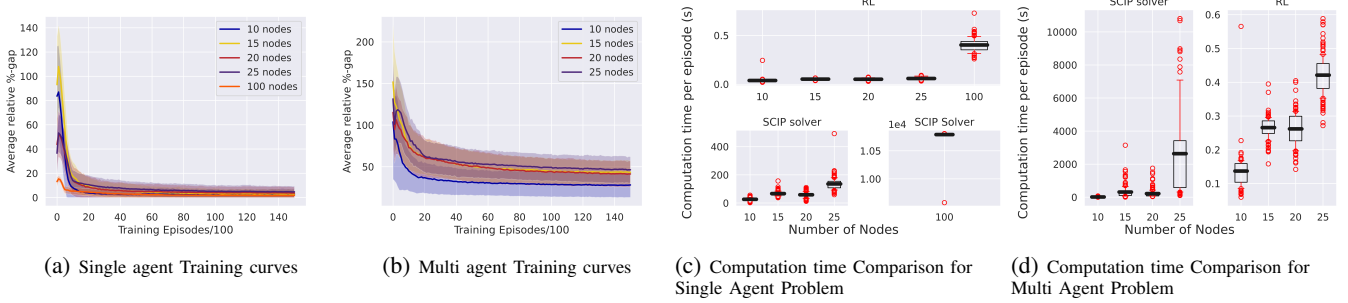 140
120
100
80
60
40
20
0
Average relative %-gap
10 nodes
15 nodes
20 nodes
25 nodes
100 nodes
0 20 40 60 80 100 120 140
Training Episodes/100
(a) Single agent Training curves
200
150
100
50
Average relative %-gap
10 nodes
15 nodes
20 nodes
25 nodes
0 20 40 60 80 100 120 140
Training Episodes/100
(b) Multi agent Training curves
Computation time per episode (s)
RL
0.5
0.0
10 15 20 25 100
SCIP solver
400
200
0
10 15 20 25
SCIP Solver
1e4
1.05
1.00
100
Number of Nodes
(c) Computation time Comparison for
Single Agent Problem
Computation time per episode (s)
SCIP solver
10000
8000
6000
4000
2000
0
10 15 20 25
RL
0.6
0.5
0.4
0.3
0.2
0.1
10 15 20 25
Number of Nodes
(d) Computation time Comparison for
Multi Agent Problem